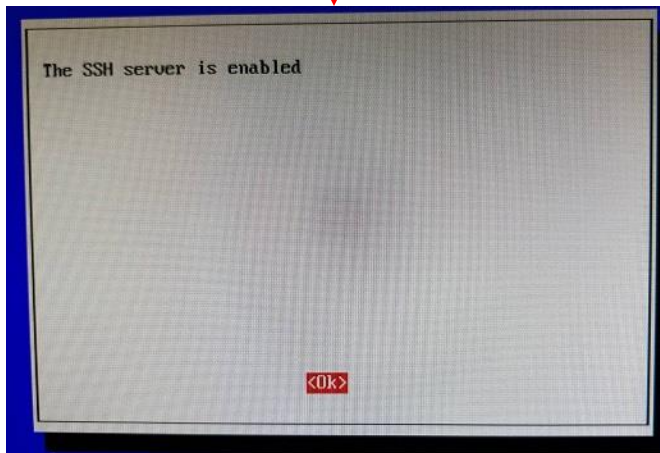 The SSH server is enabled
<Ok>